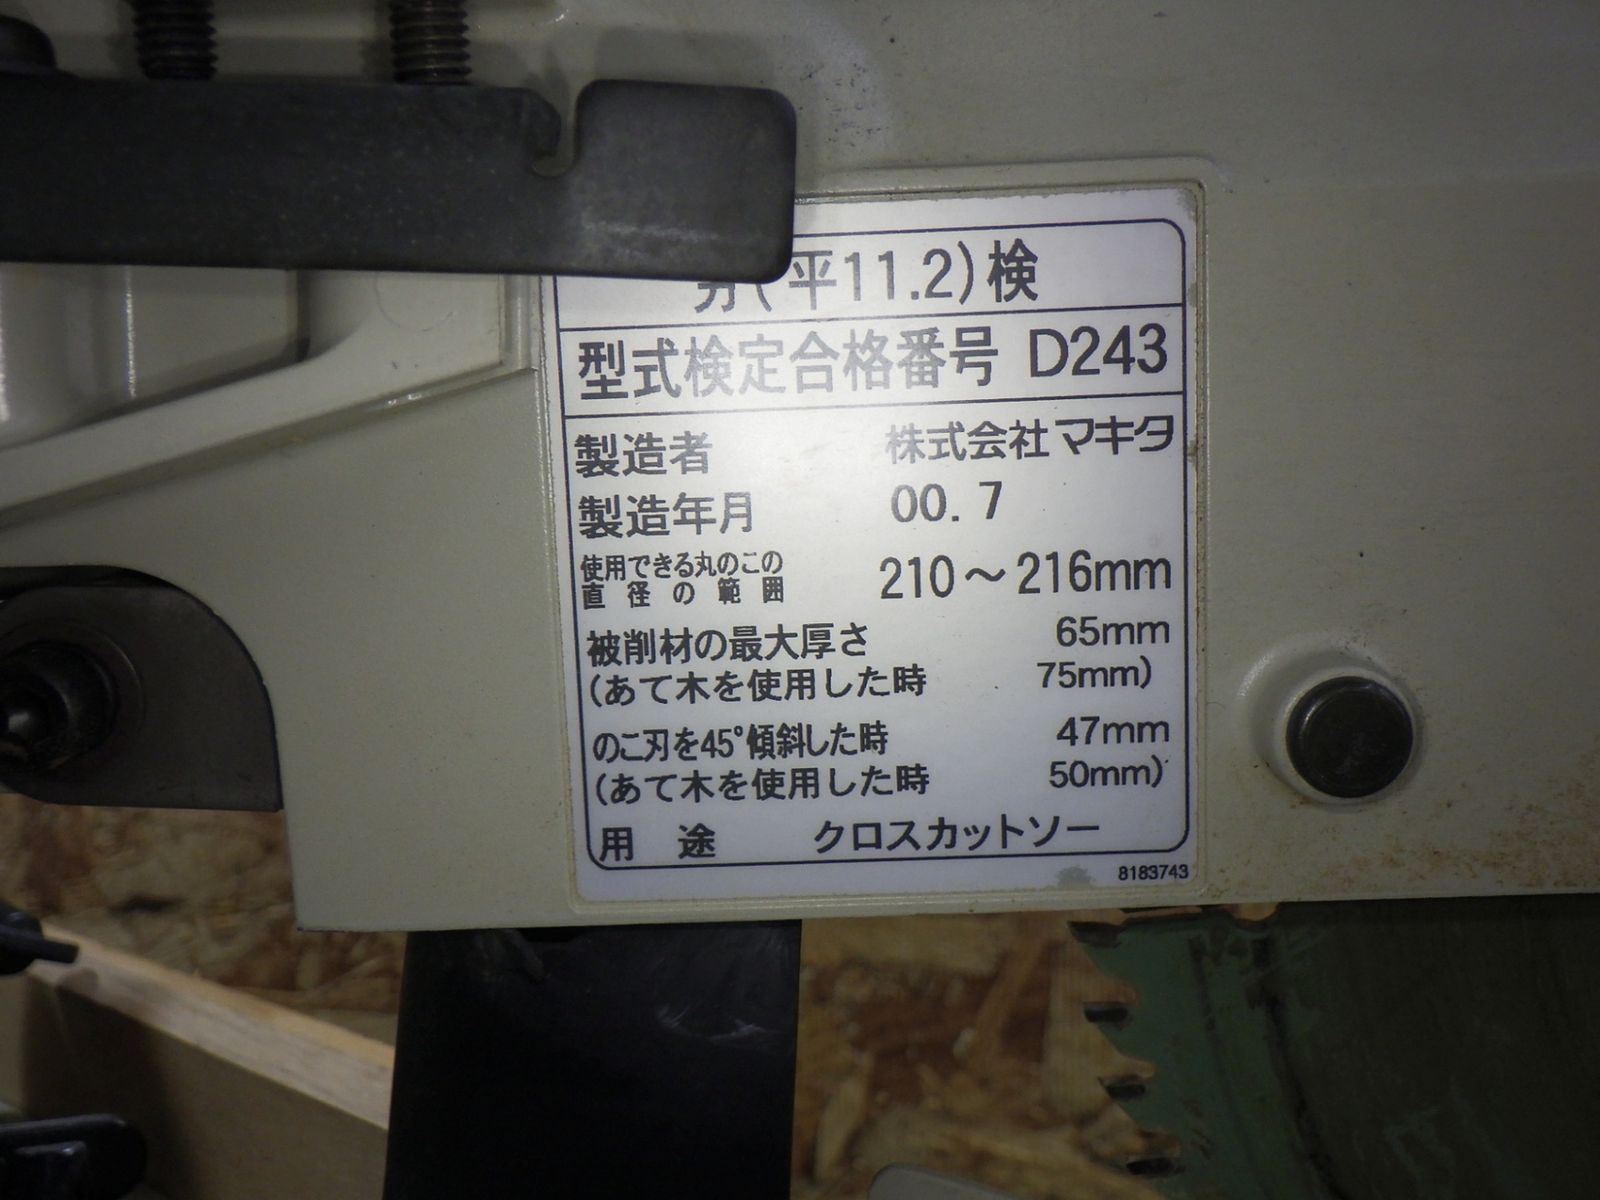 (平11.2)検
型式検定合格番号 D243
製造者 株式会社マキタ
製造年月 00.7
使用できる丸のこの
直径の範囲 210～216mm
被削材の最大厚さ 65mm
(あて木を使用した時 75mm)
のこ刃を45°傾斜した時 47mm
(あて木を使用した時 50mm)
用途 クロスカットソー
8183743